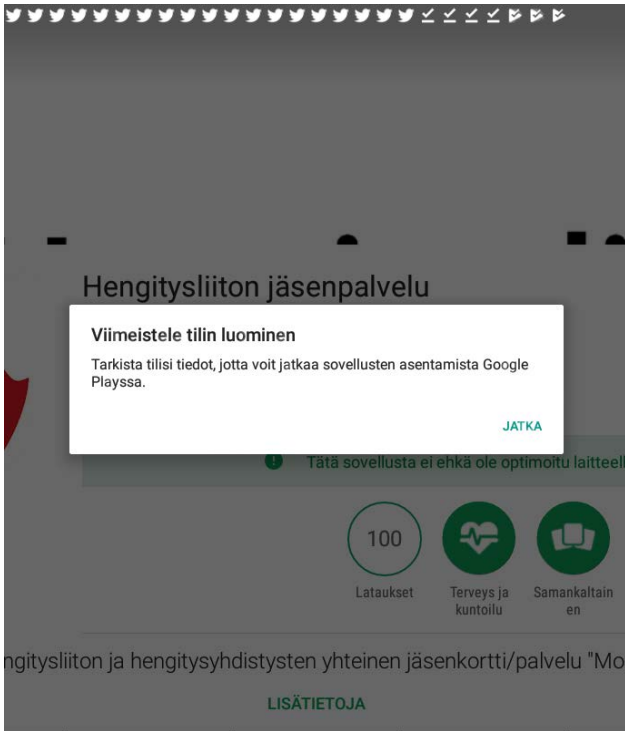 Hengitysliiton jäsenpalvelu
Viimeistele tilin luominen
Tarkista tilisi tiedot, jotta voit jatkaa sovellusten asentamista Google
Playssa.
JATKA
Tätä sovellusta ei ehkä ole optimoitu laitteell
100
Lataukset
Terveys ja
kuntoilu
Samankaltain
en
ngitysliiton ja hengitysyhdistysten yhteinen jäsenkortti/palvelu "Mo
LISÄTIETOJA